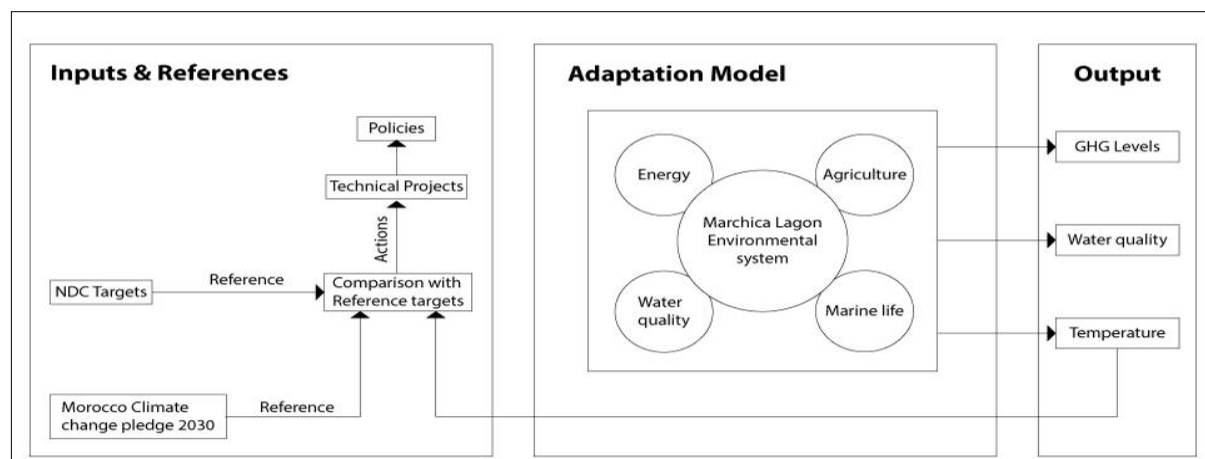 Inputs & References
Policies
Technical Projects
Actions
NDC Targets
Reference
Comparison with
Reference targets
Morocco Climate
change pledge 2030
Reference
Adaptation Model
Energy
Agriculture
Marchica Lagon
Environmental
system
Water
quality
Marine life
Output
GHG Levels
Water quality
Temperature